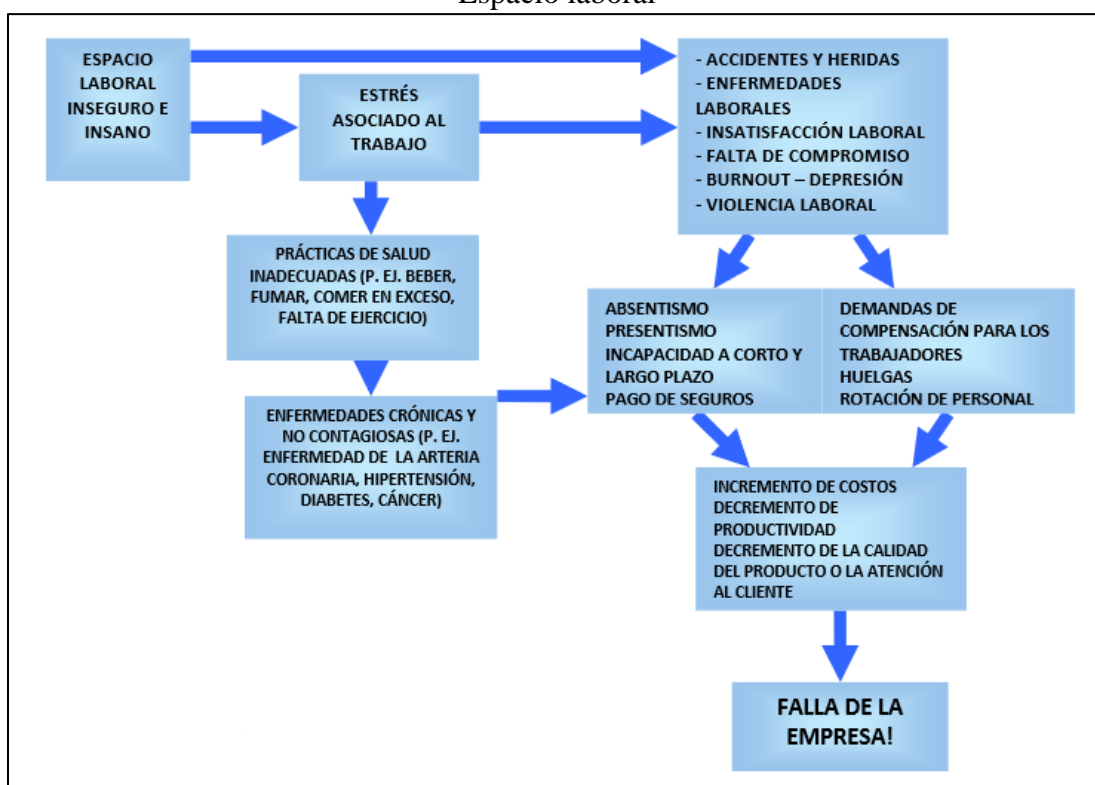 Espacio laboral
ESPACIO
LABORAL
INSEGURO E
INSANO
ESTRÉS
ASOCIADO AL
TRABAJO
- ACCIDENTES Y HERIDAS
- ENFERMEDADES
LABORALES
- INSATISFACCIÓN LABORAL
- FALTA DE COMPROMISO
- BURNOUT – DEPRESIÓN
- VIOLENCIA LABORAL
PRÁCTICAS DE SALUD
INADECUADAS (P. EJ. BEBER,
FUMAR, COMER EN EXCESO,
FALTA DE EJERCICIO)
ABSENTISMO
PRESENTISMO
INCAPACIDAD A CORTO Y
LARGO PLAZO
PAGO DE SEGUROS
DEMANDAS DE
COMPENSACIÓN PARA LOS
TRABAJADORES
HUELGAS
ROTACIÓN DE PERSONAL
ENFERMEDADES CRÓNICAS Y
NO CONTAGIOSAS (P. EJ.
ENFERMEDAD DE LA ARTERIA
CORONARIA, HIPERTENSIÓN,
DIABETES, CÁNCER)
INCREMENTO DE COSTOS
DECREMENTO DE
PRODUCTIVIDAD
DECREMENTO DE LA CALIDAD
DEL PRODUCTO O LA ATENCIÓN
AL CLIENTE
FALLA DE LA
EMPRESA!